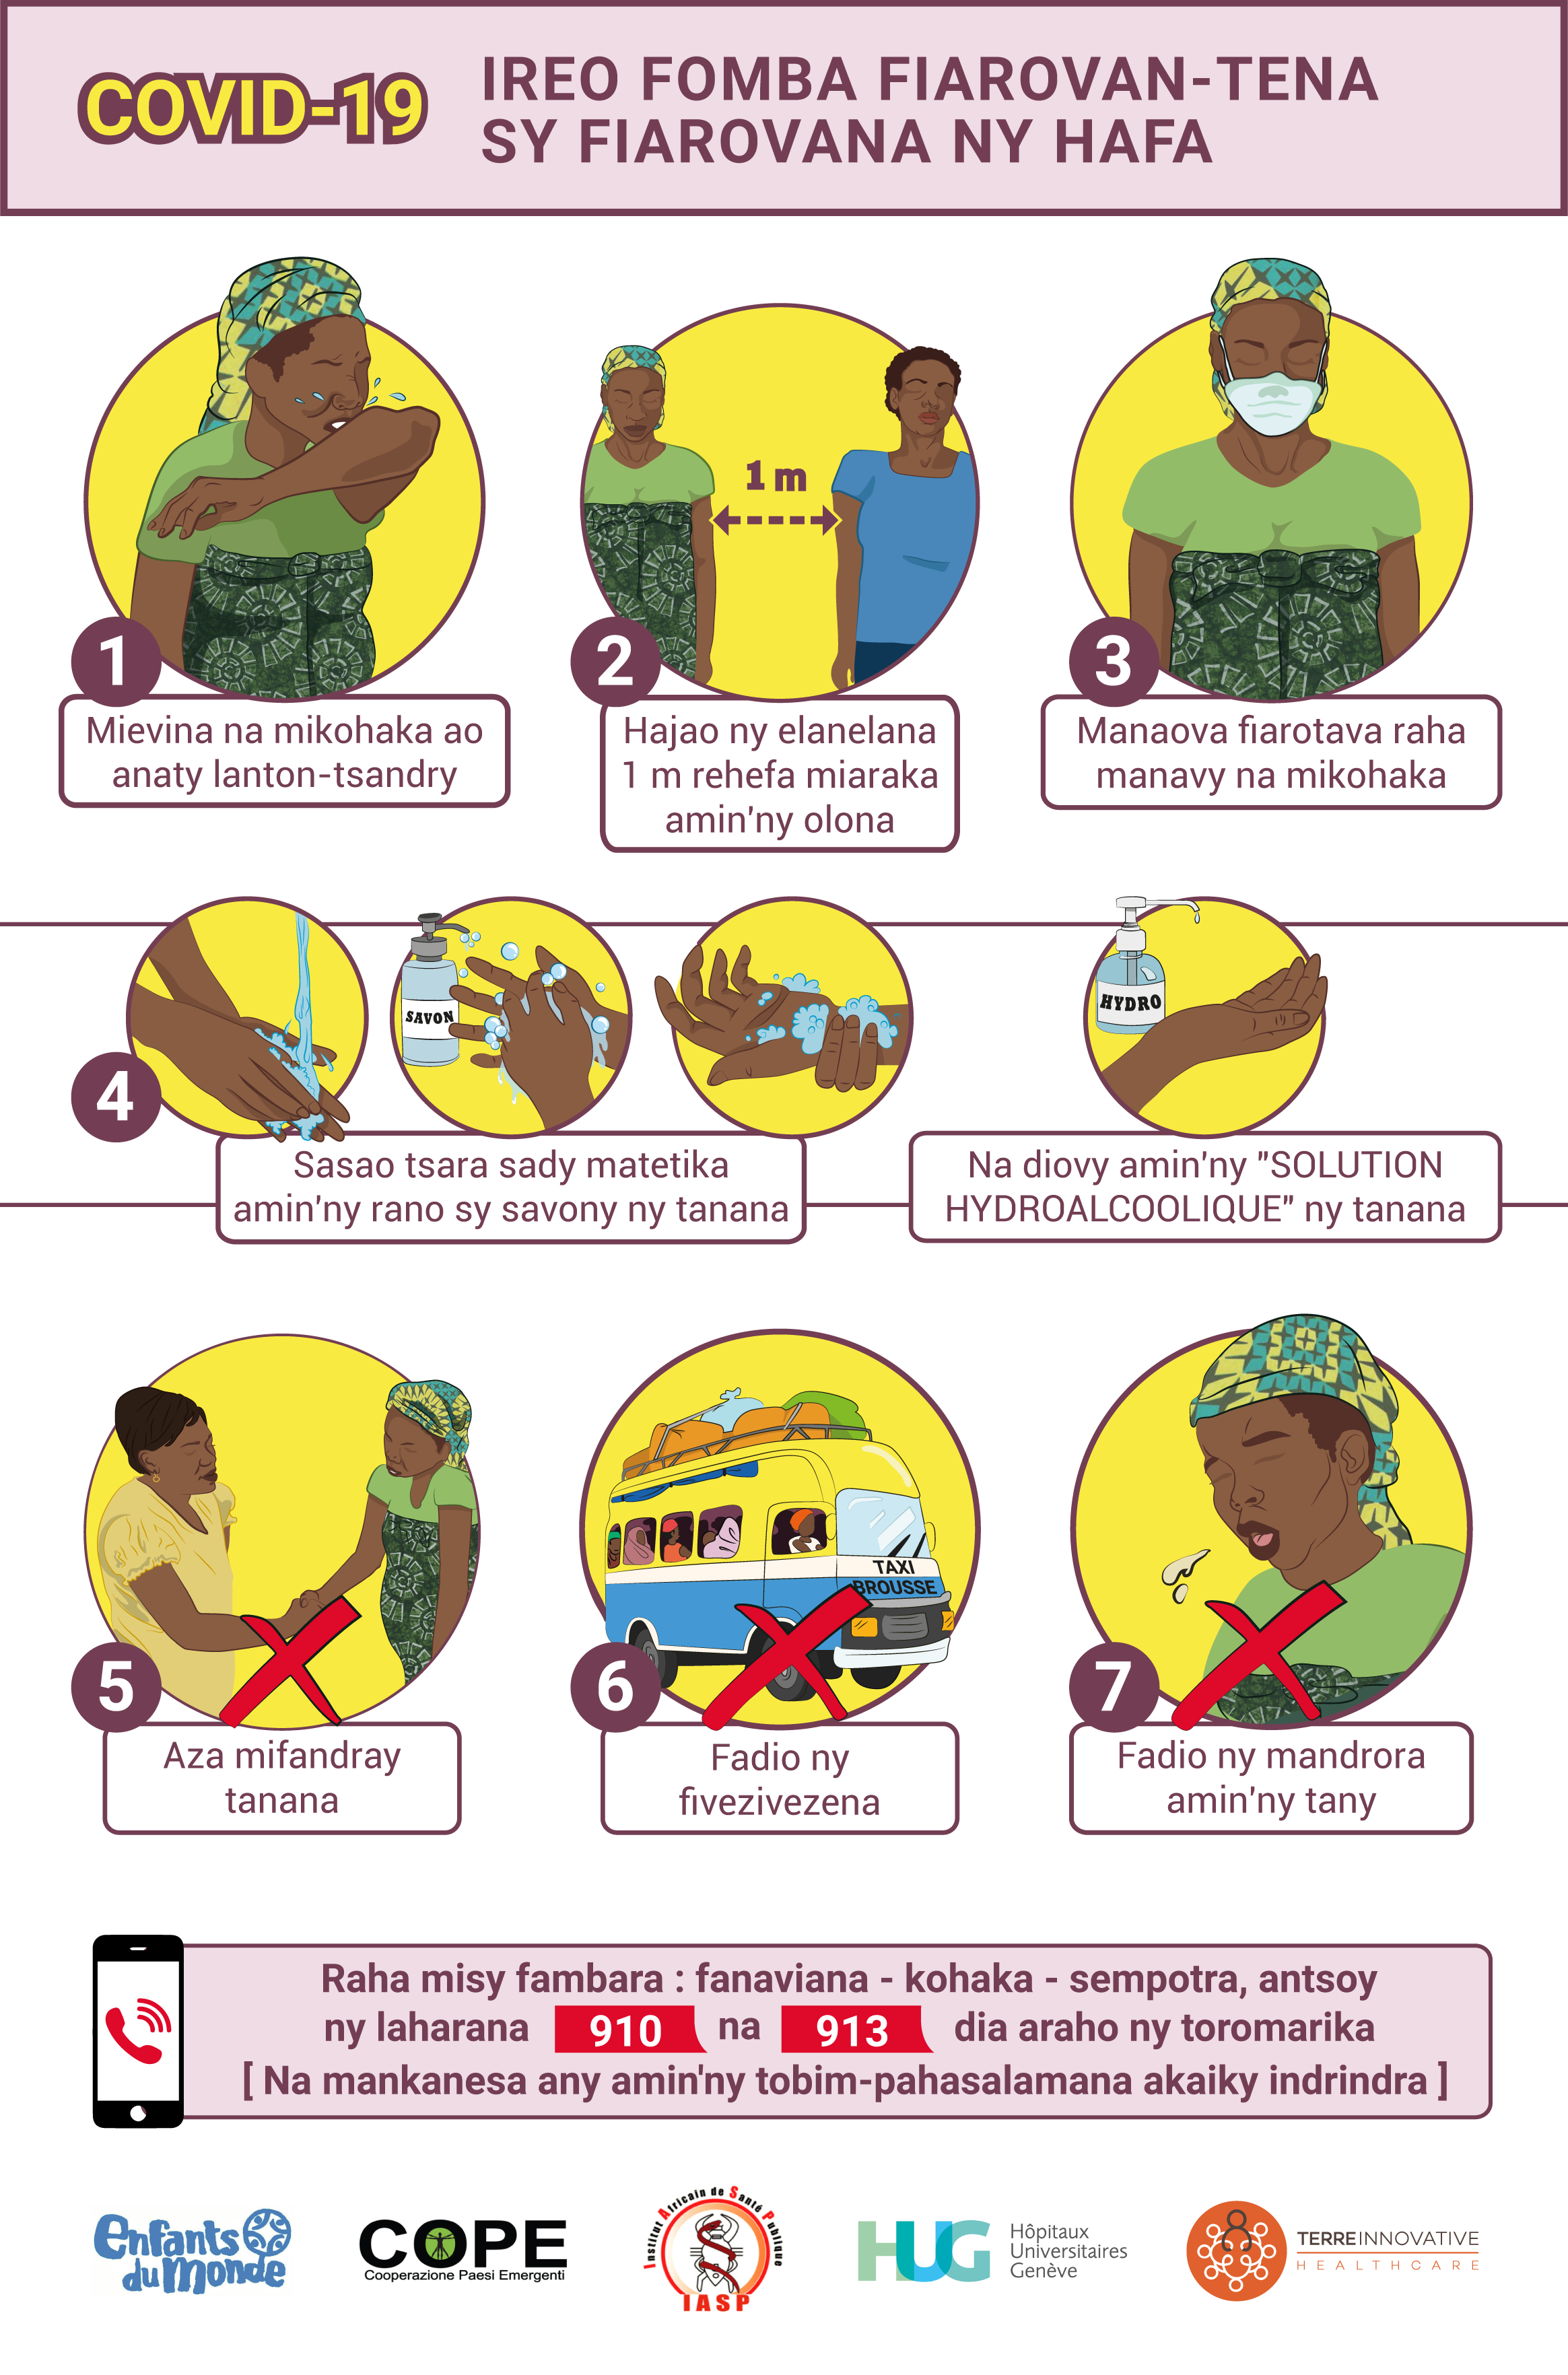 COVID-19
IREO FOMBA FIAROVAN-TENA
SY FIAROVANA NY HAFA
1 m
1
Mievina na mikohaka ao
anaty lanton-tsandry
2
Hajao ny elanelana
1 m rehefa miaraka
amin'ny olona
3
Manaova fiarotava raha
manavy na mikohaka
SAVON
HYDRO
4
Sasao tsara sady matetika
amin'ny rano sy savony ny tanana
Na diovy amin'ny "SOLUTION
HYDROALCOOLIQUE" ny tanana
5
Aza mifandray
tanana
TAXI
BROUSSE
6
Fadio ny
fivezivezena
7
Fadio ny mandrora
amin'ny tany
Raha misy fambara : fanaviana - kohaka - sempotra, antsoy
ny laharana 910 na 913 dia araho ny toromarika
[ Na mankanesa any amin'ny tobim-pahasalamana akaiky indrindra ]
enfants
du monde
COPE
Cooperazione Paesi Emergenti
Institut Africain de Santé Publique
IASP
HUG
Hôpitaux
Universitaires
Genève
TERREINNOVATIVE
HEALTHCARE